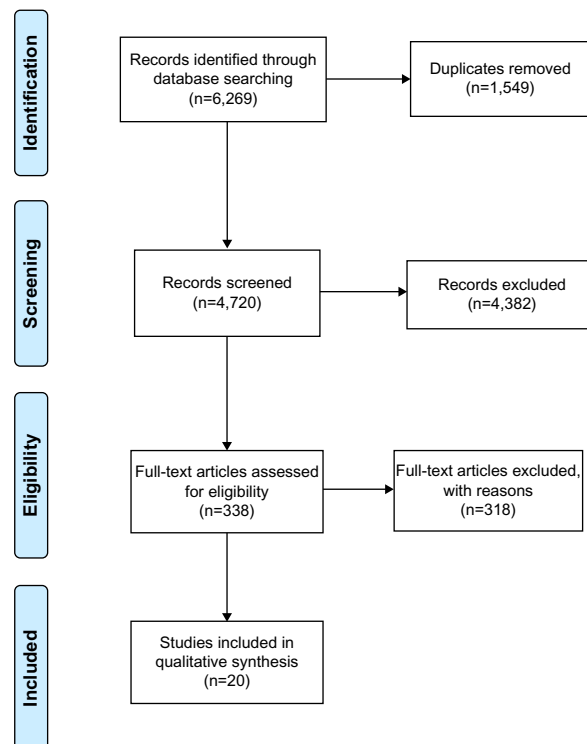 Identification
Records identified through
database searching
(n=6,269)
Duplicates removed
(n=1,549)
Screening
Records screened
(n=4,720)
Records excluded
(n=4,382)
Eligibility
Full-text articles assessed
for eligibility
(n=338)
Full-text articles excluded,
with reasons
(n=318)
Included
Studies included in
qualitative synthesis
(n=20)